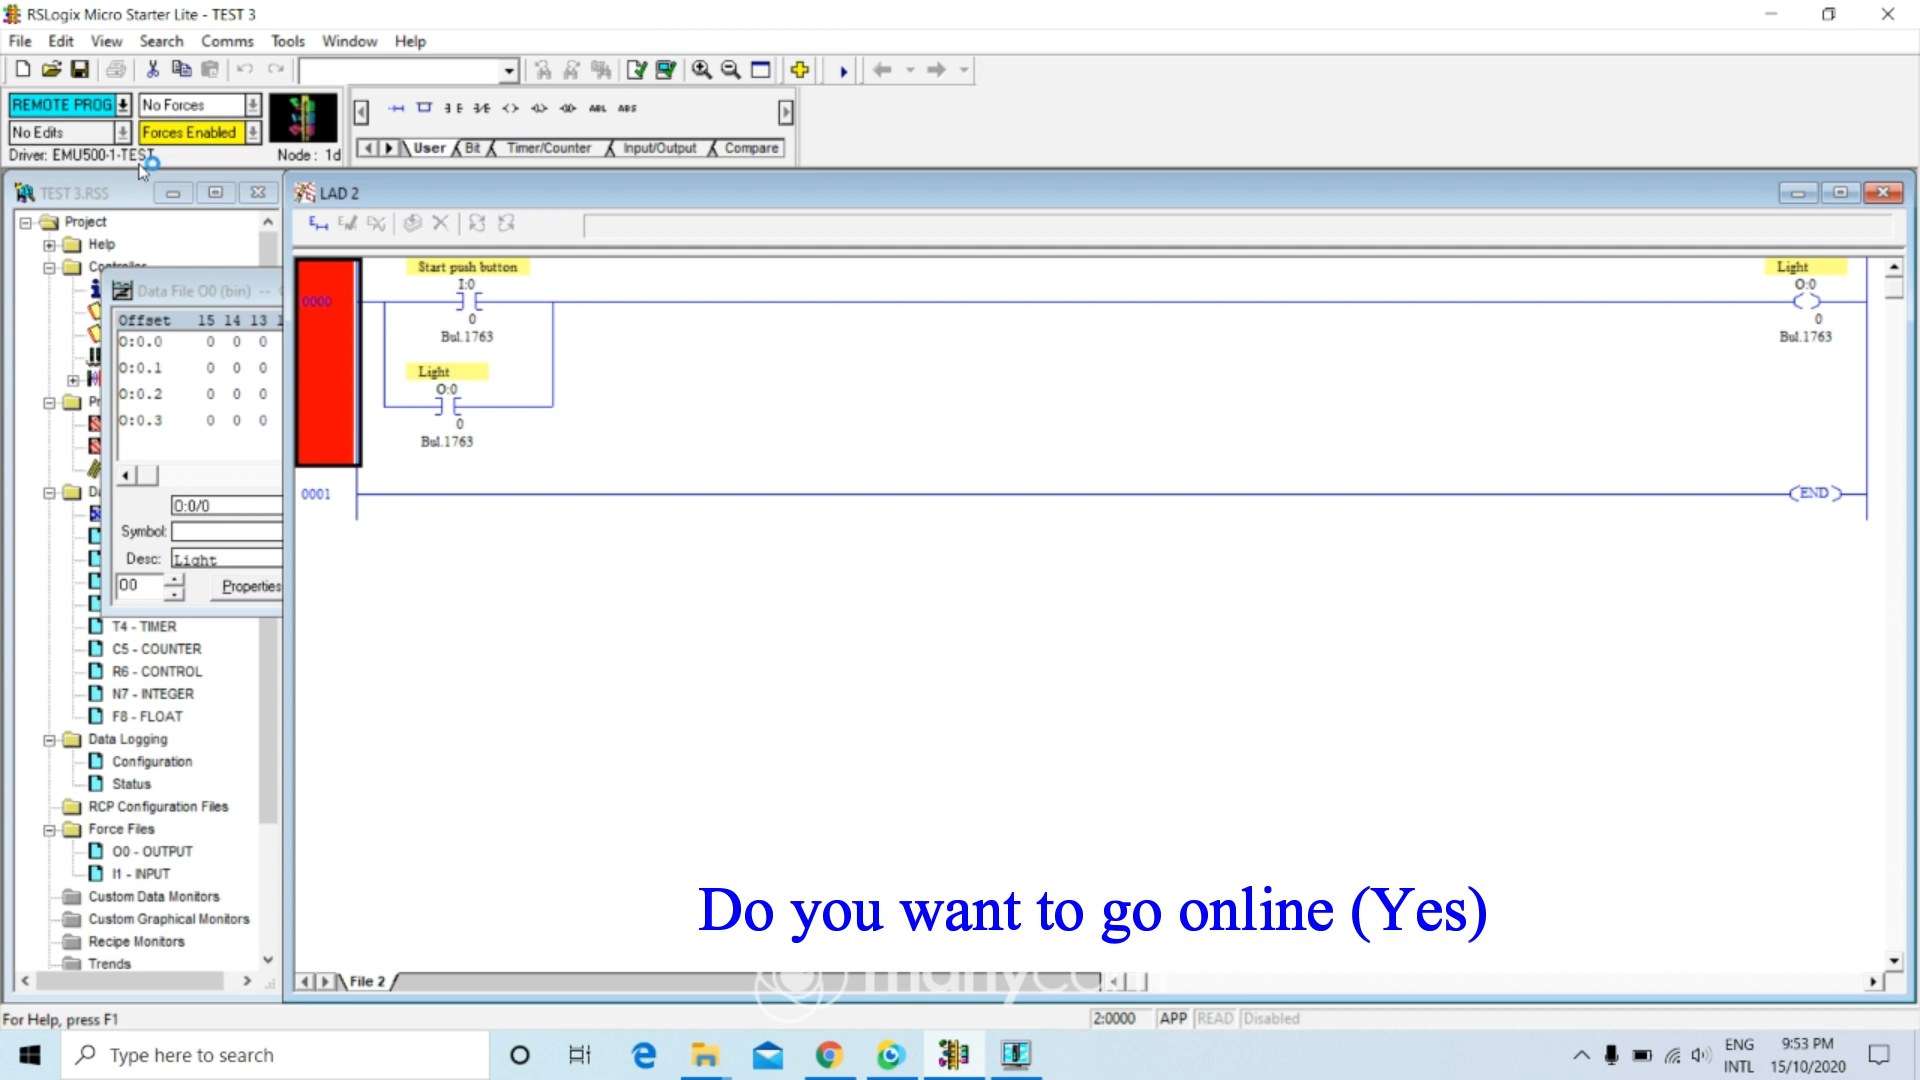 RSLogix Micro Starter Lite - TEST 3
File Edit View Search Comms Tools Window Help
REMOTE PROG No Forces
No Edits Forces Enabled
Driver: EMU500-1-TEST Node : 1d
User Bit Timer/Counter Input/Output Compare
TEST 3.RSS
Project
Help
Controller
Data File O0 (bin) --
Offset 15 14 13 1
O:0.0 0 0 0
O:0.1 0 0 0
O:0.2 0 0 0
O:0.3 0 0 0
O:0/0
Symbol:
Desc: Light
O0 Properties
T4 - TIMER
C5 - COUNTER
R6 - CONTROL
N7 - INTEGER
F8 - FLOAT
Data Logging
Configuration
Status
RCP Configuration Files
Force Files
O0 - OUTPUT
I1 - INPUT
Custom Data Monitors
Custom Graphical Monitors
Recipe Monitors
Trends
LAD 2
0000
Start push button
I:0
0
Bul.1763
Light
O:0
0
Bul.1763
Light
O:0
0
Bul.1763
0001
END
Do you want to go online (Yes)
File 2
manycam
For Help, press F1
2:0000 APP READ Disabled
Type here to search
ENG
INTL
9:53 PM
15/10/2020